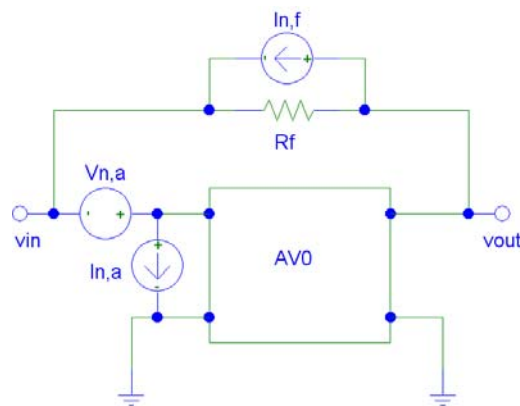 In,f
- +
Rf
Vn,a
- +
vin
+
In,a
-
AV0
vout